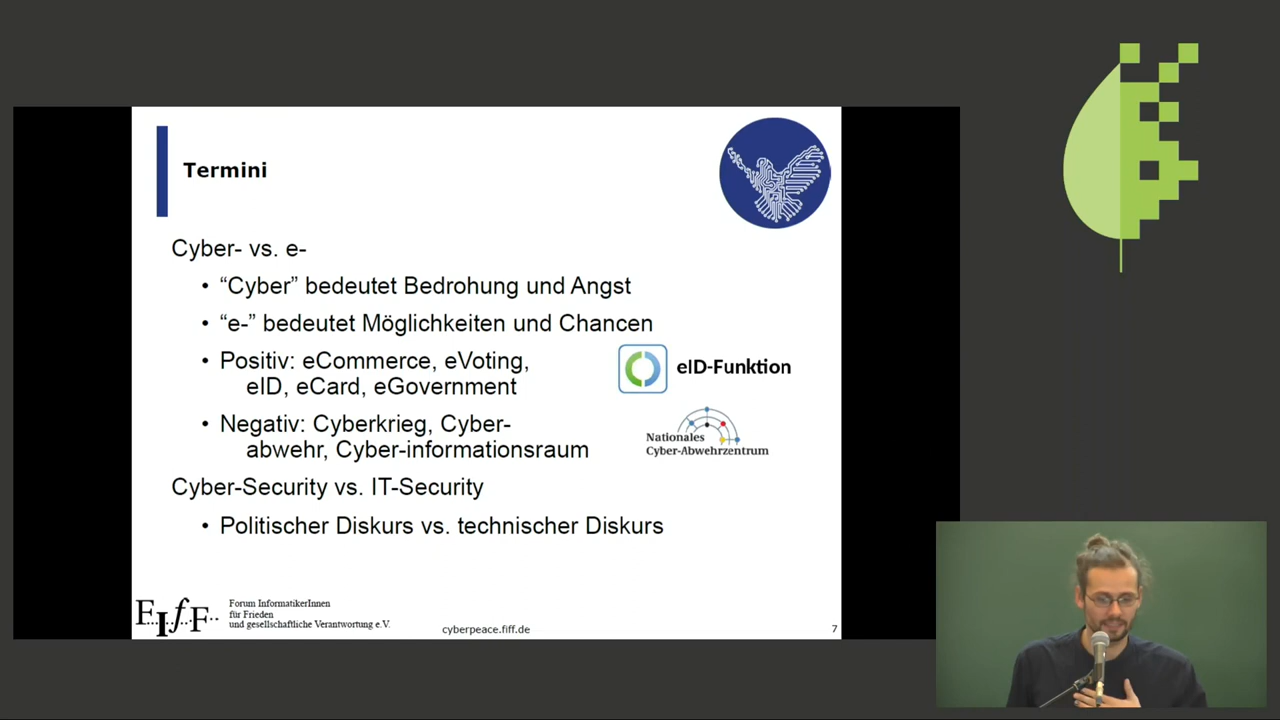 Termini
Cyber- vs. e-
• “Cyber” bedeutet Bedrohung und Angst
• “e-” bedeutet Möglichkeiten und Chancen
• Positiv: eCommerce, eVoting,
eID, eCard, eGovernment
eID-Funktion
• Negativ: Cyberkrieg, Cyber-
abwehr, Cyber-informationsraum
Nationales
Cyber-Abwehrzentrum
Cyber-Security vs. IT-Security
• Politischer Diskurs vs. technischer Diskurs
F..I..f..F..
Forum InformatikerInnen
für Frieden
und gesellschaftliche Verantwortung e.V.
cyberpeace.fiff.de
7